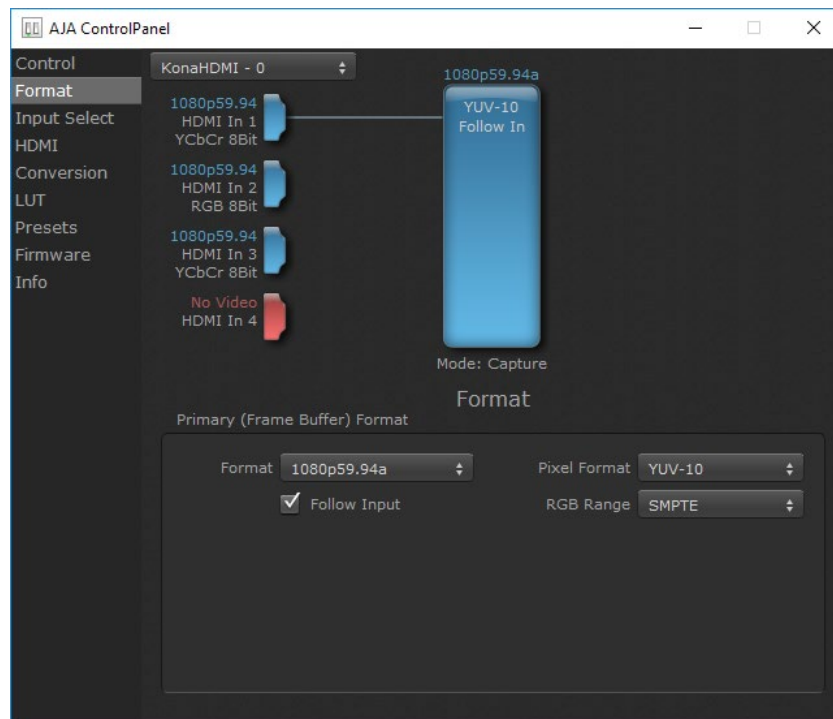 AJA ControlPanel
Control
Format
Input Select
HDMI
Conversion
LUT
Presets
Firmware
Info
KonaHDMI - 0
1080p59.94
HDMI In 1
YCbCr 8Bit
1080p59.94
HDMI In 2
RGB 8Bit
1080p59.94
HDMI In 3
YCbCr 8Bit
No Video
HDMI In 4
1080p59.94a
YUV-10
Follow In
Mode: Capture
Format
Primary (Frame Buffer) Format
Format 1080p59.94a
Follow Input
Pixel Format YUV-10
RGB Range SMPTE